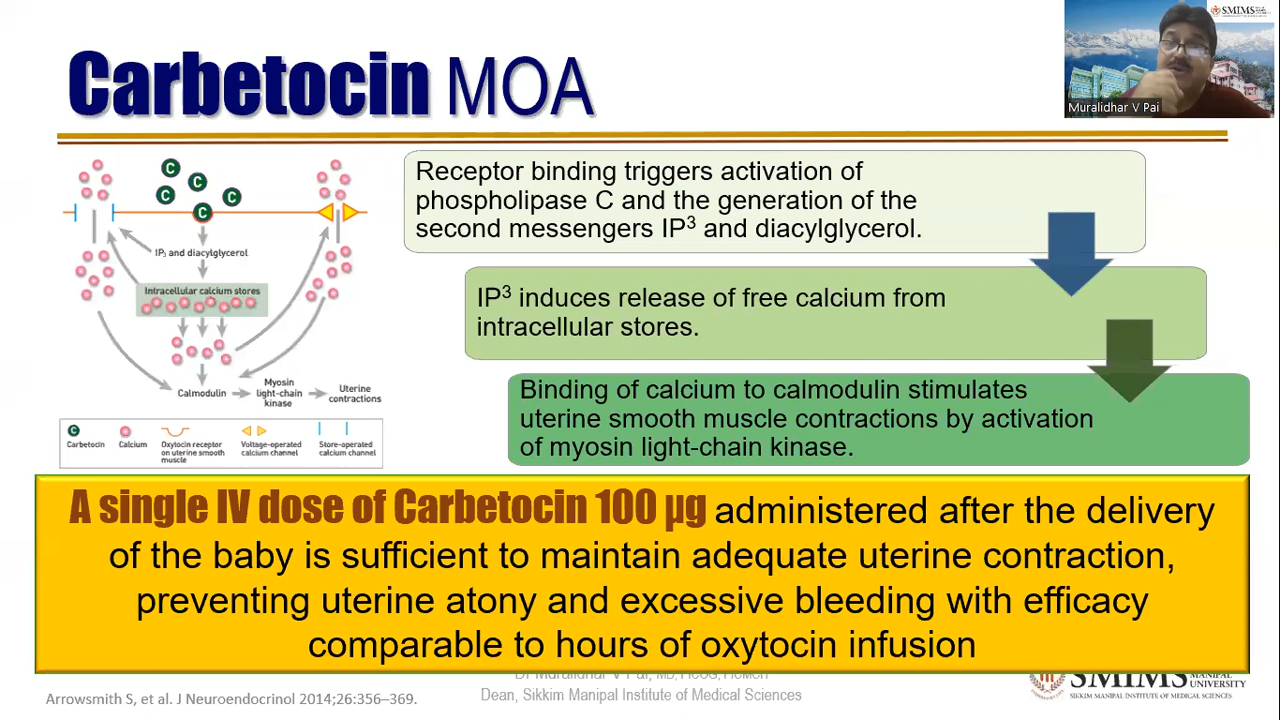 Carbetocin MOA
SMIMS
Muralidhar V Pai
C
C
C
C
C
IP3 and diacylglycerol
Intracellular calcium stores
Calmodulin
Myosin
light-chain
kinase
Uterine
contractions
C
Carbetocin
Calcium
Oxytocin receptor
on uterine smooth
muscle
Voltage-operated
calcium channel
Store-operated
calcium channel
Receptor binding triggers activation of
phospholipase C and the generation of the
second messengers IP³ and diacylglycerol.
IP³ induces release of free calcium from
intracellular stores.
Binding of calcium to calmodulin stimulates
uterine smooth muscle contractions by activation
of myosin light-chain kinase.
A single IV dose of Carbetocin 100 µg administered after the delivery
of the baby is sufficient to maintain adequate uterine contraction,
preventing uterine atony and excessive bleeding with efficacy
comparable to hours of oxytocin infusion
Dr Muralidhar V Pai, MD, FICOG, FICMCH
Dean, Sikkim Manipal Institute of Medical Sciences
Arrowsmith S, et al. J Neuroendocrinol 2014;26:356–369.
SMIMS
MANIPAL
UNIVERSITY
SIKKIM MANIPAL INSTITUTE OF MEDICAL SCIENCES